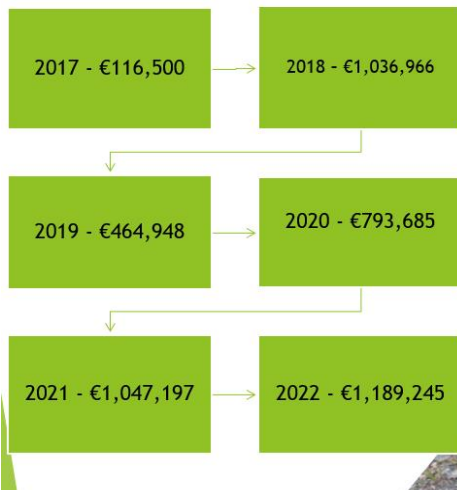 2017 - €116,500
2018 - €1,036,966
2019 - €464,948
2020 - €793,685
2021 - €1,047,197
2022 - €1,189,245